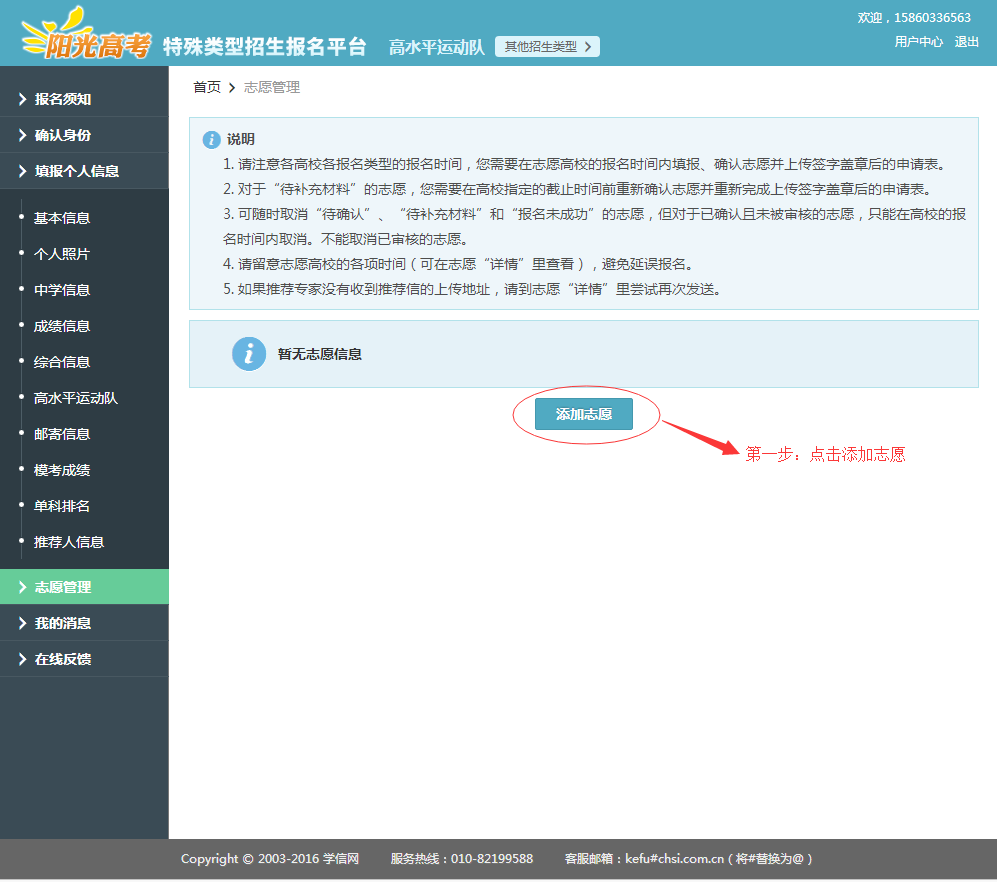 阳光高考 特殊类型招生报名平台 高水平运动队 其他招生类型
欢迎，15860336563
用户中心 退出
报名须知
确认身份
填报个人信息
基本信息
个人照片
中学信息
成绩信息
综合信息
高水平运动队
邮寄信息
模考成绩
单科排名
推荐人信息
志愿管理
我的消息
在线反馈
首页 志愿管理
说明
1. 请注意各高校各报名类型的报名时间，您需要在志愿高校的报名时间内填报、确认志愿并上传签字盖章后的申请表。
2. 对于“待补充材料”的志愿，您需要在高校指定的截止时间前重新确认志愿并重新完成上传签字盖章后的申请表。
3. 可随时取消“待确认”、“待补充材料”和“报名未成功”的志愿，但对于已确认且未被审核的志愿，只能在高校的报
名时间内取消。不能取消已审核的志愿。
4. 请留意志愿高校的各项时间（可在志愿“详情”里查看），避免延误报名。
5. 如果推荐专家没有收到推荐信的上传地址，请到志愿“详情”里尝试再次发送。
暂无志愿信息
添加志愿
第一步：点击添加志愿
Copyright © 2003-2016 学信网 服务热线：010-82199588 客服邮箱：kefu#chsi.com.cn（将#替换为@）